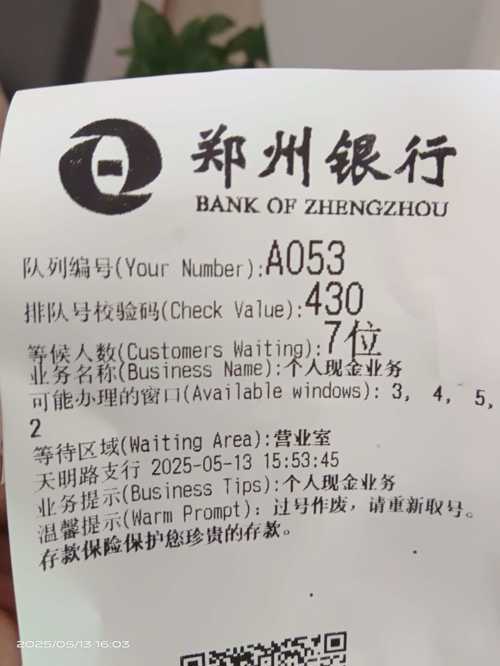 郑州银行
BANK OF ZHENGZHOU
队列编号(Your Number):A053
排队号校验码(Check Value):430
等候人数(Customers Waiting):7位
业务名称(Business Name):个人现金业务
可能办理的窗口(Available windows): 3, 4, 5,
2
等待区域(Waiting Area):营业室
天明路支行 2025-05-13 15:53:45
业务提示(Business Tips):个人现金业务
温馨提示(Warm Prompt): 过号作废，请重新取号。
存款保险保护您珍贵的存款。
2025/05/13 16:03